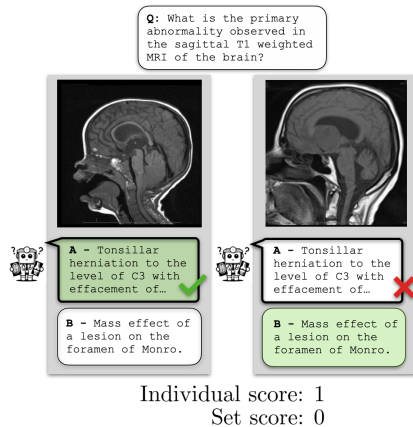 Q: What is the primary
abnormality observed in
the sagittal T1 weighted
MRI of the brain?
? ?
A - Tonsillar
herniation to the
level of C3 with
effacement of…
B - Mass effect of
a lesion on the
foramen of Monro.
? ?
A - Tonsillar
herniation to the
level of C3 with
effacement of…
B - Mass effect of
a lesion on the
foramen of Monro.
Individual score: 1
Set score: 0